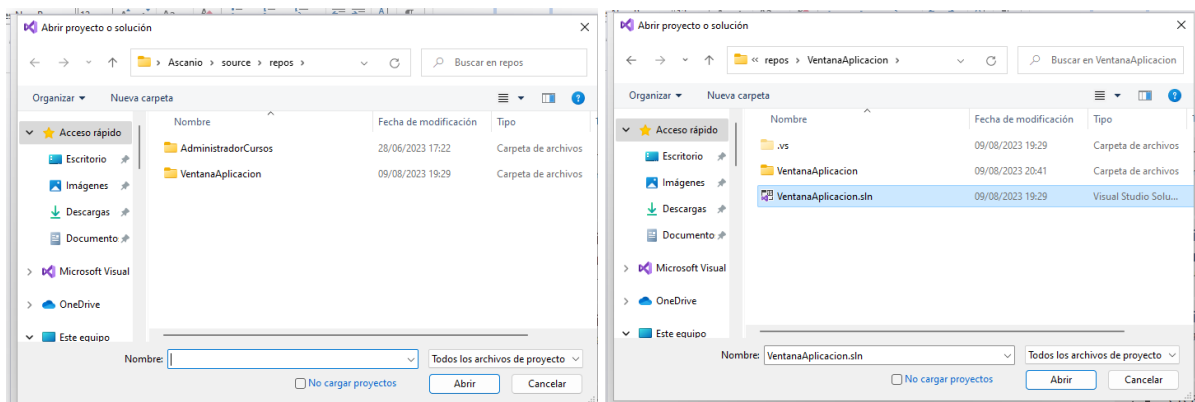 Abrir proyecto o solución
Ascanio > source > repos >
Buscar en repos
Organizar
Nueva carpeta
Nombre
Fecha de modificación
Tipo
Acceso rápido
Escritorio
Imágenes
Descargas
Documento
Microsoft Visual
OneDrive
Este equipo
AdministradorCursos
28/06/2023 17:22
Carpeta de archivos
VentanaAplicacion
09/08/2023 19:29
Carpeta de archivos
Nombre:
Todos los archivos de proyecto
No cargar proyectos
Abrir
Cancelar
Abrir proyecto o solución
« repos > VentanaAplicacion >
Buscar en VentanaAplicacion
Organizar
Nueva carpeta
Nombre
Fecha de modificación
Tipo
Acceso rápido
Escritorio
Imágenes
Descargas
Documento
Microsoft Visual
OneDrive
Este equipo
.vs
09/08/2023 19:29
Carpeta de archivos
VentanaAplicacion
09/08/2023 20:41
Carpeta de archivos
VentanaAplicacion.sln
09/08/2023 19:29
Visual Studio Solu...
Nombre:
VentanaAplicacion.sln
Todos los archivos de proyecto
No cargar proyectos
Abrir
Cancelar